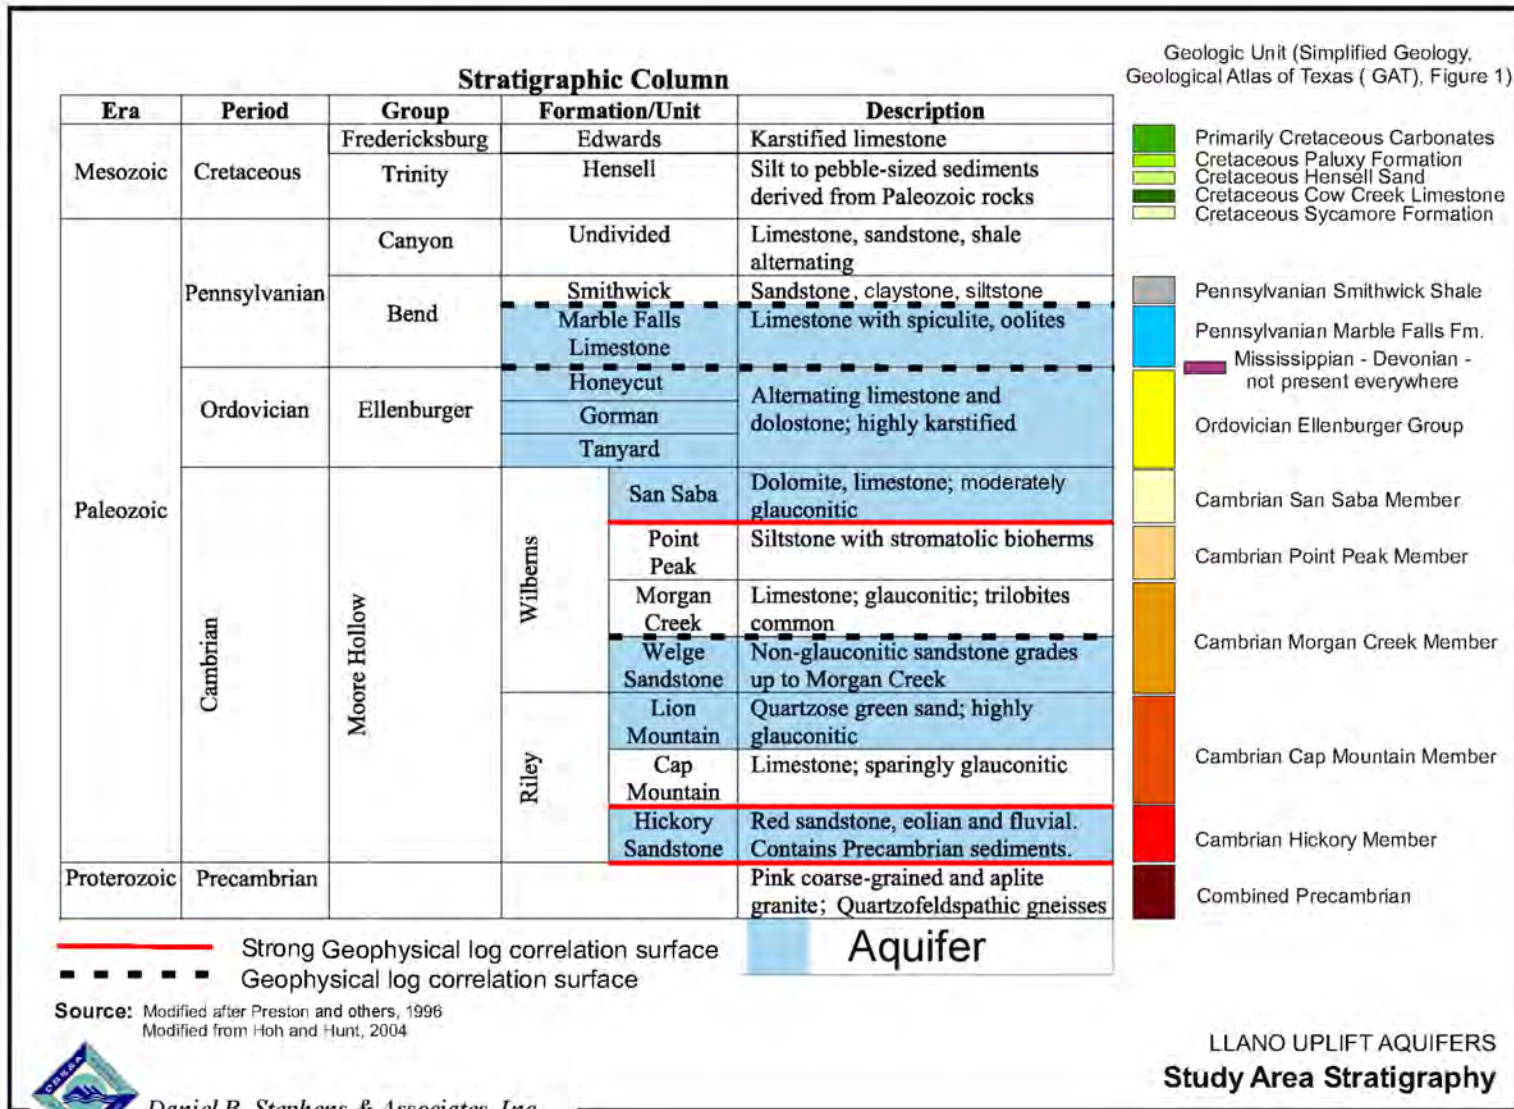 Geologic Unit (Simplified Geology,
Geological Atlas of Texas ( GAT), Figure 1)
Stratigraphic Column
Era Period Group Formation/Unit Description
Mesozoic Cretaceous Fredericksburg Edwards Karstified limestone
Trinity Hensell Silt to pebble-sized sediments
derived from Paleozoic rocks
Paleozoic Pennsylvanian Canyon Undivided Limestone, sandstone, shale
alternating
Bend Smithwick Sandstone, claystone, siltstone
Marble Falls Limestone with spiculite, oolites
Limestone
Ordovician Ellenburger Honeycut Alternating limestone and
Gorman dolostone; highly karstified
Tanyard
Cambrian Moore Hollow Wilberns San Saba Dolomite, limestone; moderately
glauconitic
Point Siltstone with stromatolic bioherms
Peak
Morgan Limestone; glauconitic; trilobites
Creek common
Welge Non-glauconitic sandstone grades
Sandstone up to Morgan Creek
Riley Lion Quartzose green sand; highly
Mountain glauconitic
Cap Limestone; sparingly glauconitic
Mountain
Hickory Red sandstone, eolian and fluvial.
Sandstone Contains Precambrian sediments.
Proterozoic Precambrian Pink coarse-grained and aplite
granite; Quartzofeldspathic gneisses
Primarily Cretaceous Carbonates
Cretaceous Paluxy Formation
Cretaceous Hensell Sand
Cretaceous Cow Creek Limestone
Cretaceous Sycamore Formation
Pennsylvanian Smithwick Shale
Pennsylvanian Marble Falls Fm.
Mississippian - Devonian -
not present everywhere
Ordovician Ellenburger Group
Cambrian San Saba Member
Cambrian Point Peak Member
Cambrian Morgan Creek Member
Cambrian Cap Mountain Member
Cambrian Hickory Member
Combined Precambrian
Strong Geophysical log correlation surface
Geophysical log correlation surface
Aquifer
Source: Modified after Preston and others, 1996
Modified from Hoh and Hunt, 2004
LLANO UPLIFT AQUIFERS
Study Area Stratigraphy
Daniel B. Stephens & Associates, Inc.